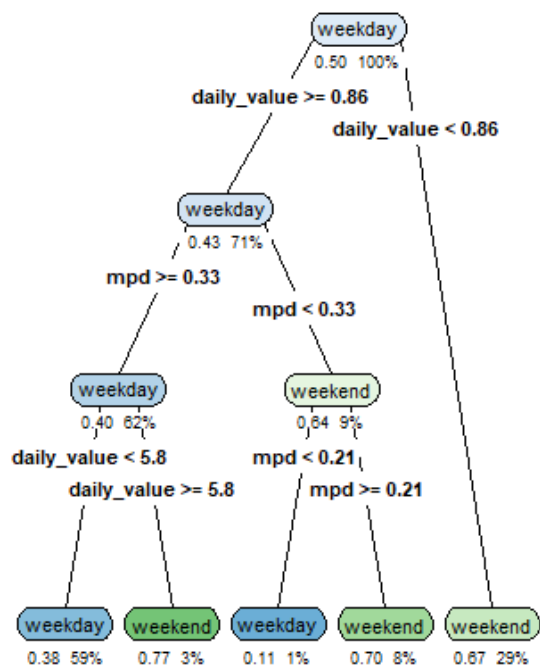 weekday
0.50 100%
daily_value >= 0.86
daily_value < 0.86
weekday
0.43 71%
mpd >= 0.33
mpd < 0.33
weekday
0.40 62%
weekend
0.64 9%
daily_value < 5.8
mpd < 0.21
daily_value >= 5.8
mpd >= 0.21
weekday
weekend
weekday
weekend
weekend
0.38 59%
0.77 3%
0.11 1%
0.70 8%
0.67 29%